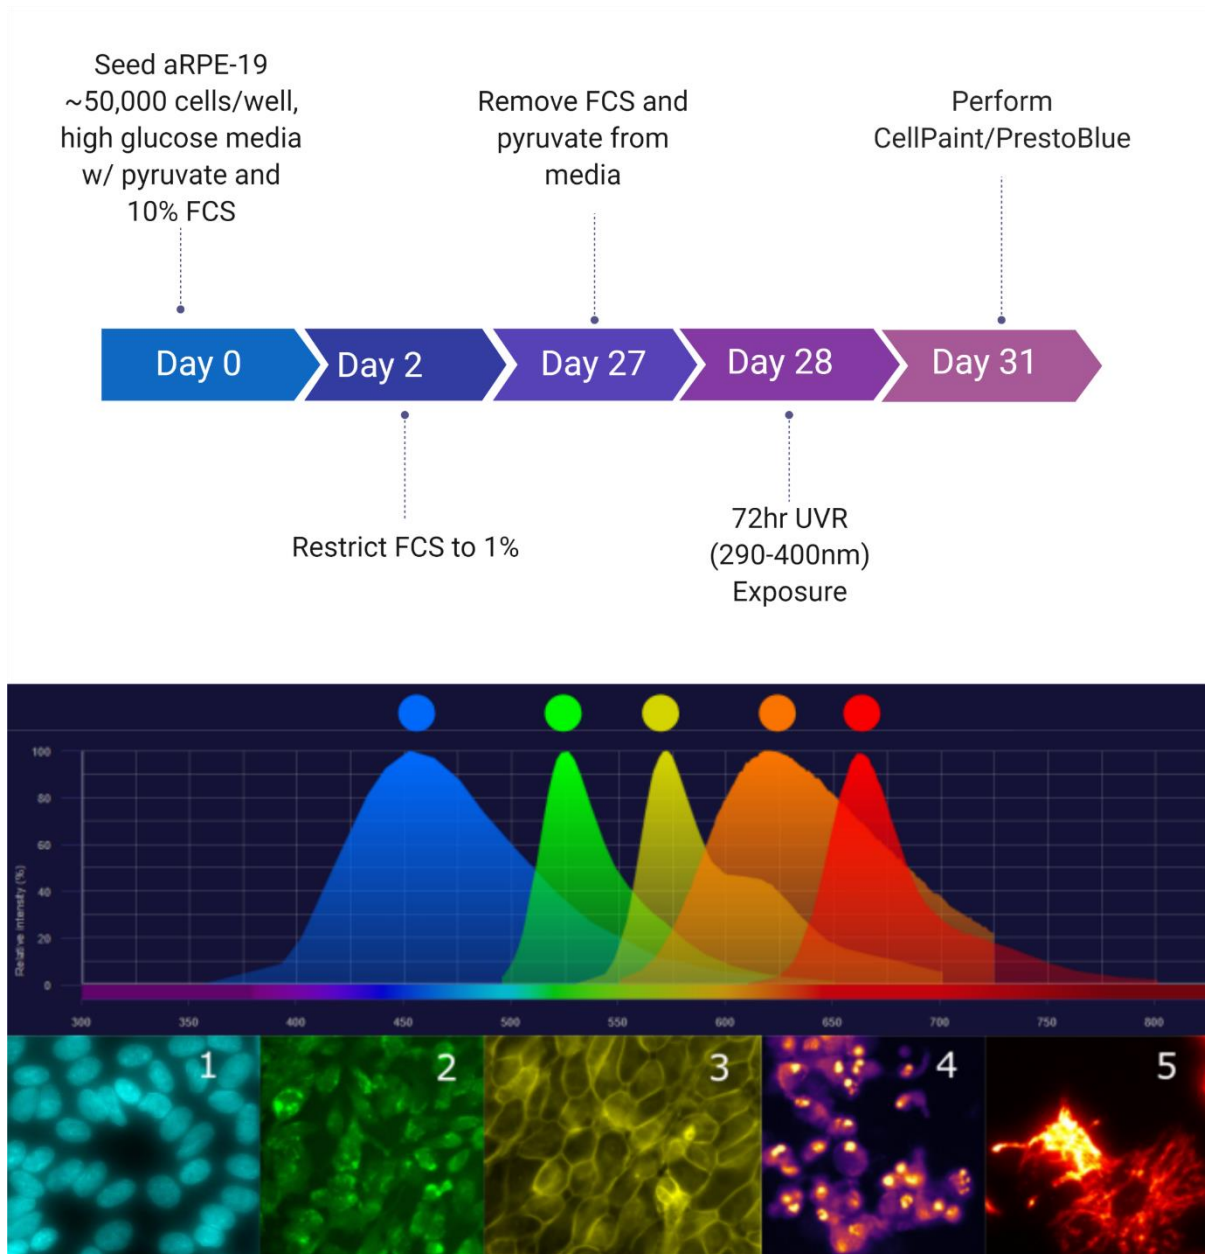 Seed aRPE-19
~50,000 cells/well,
high glucose media
w/ pyruvate and
10% FCS
Remove FCS and
pyruvate from
media
Perform
CellPaint/PrestoBlue
Day 0
Day 2
Day 27
Day 28
Day 31
Restrict FCS to 1%
72hr UVR
(290-400nm)
Exposure
Relative intensity (%)
100
80
60
40
20
0
300 350 400 450 500 550 600 650 700 750 800
1 2 3 4 5